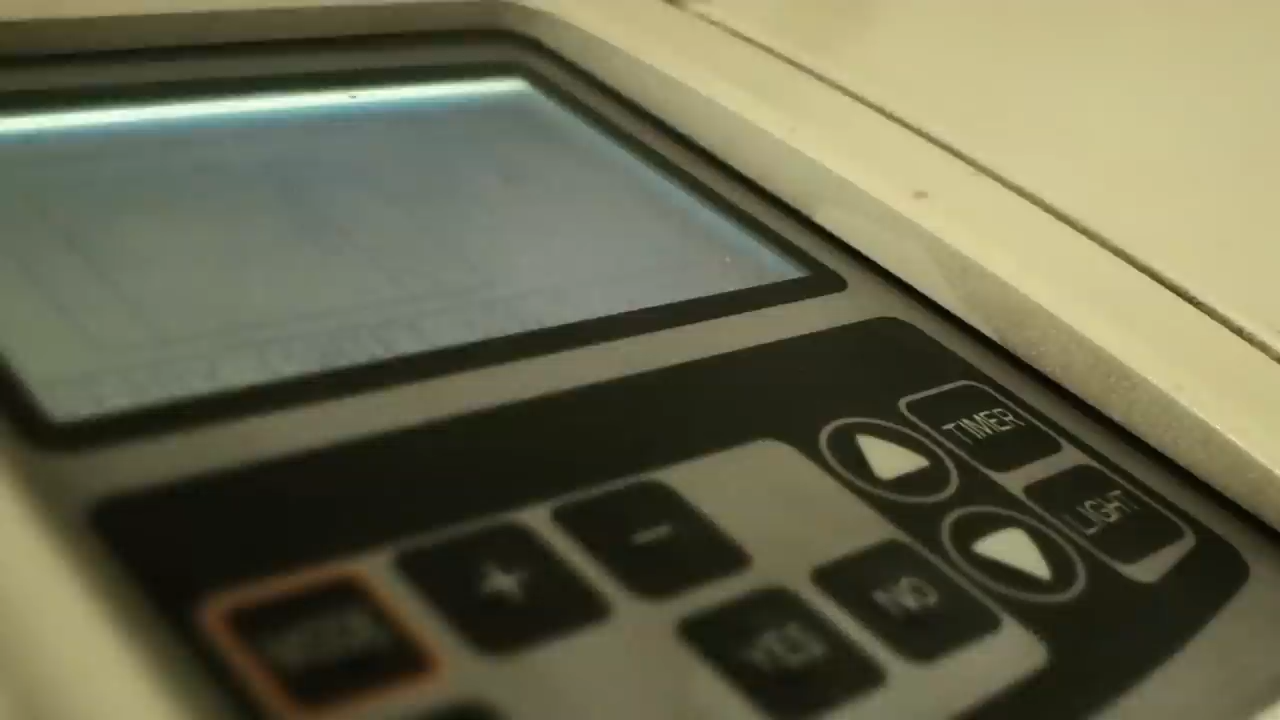 TIMER
LIGHT
+
-
NO
YES